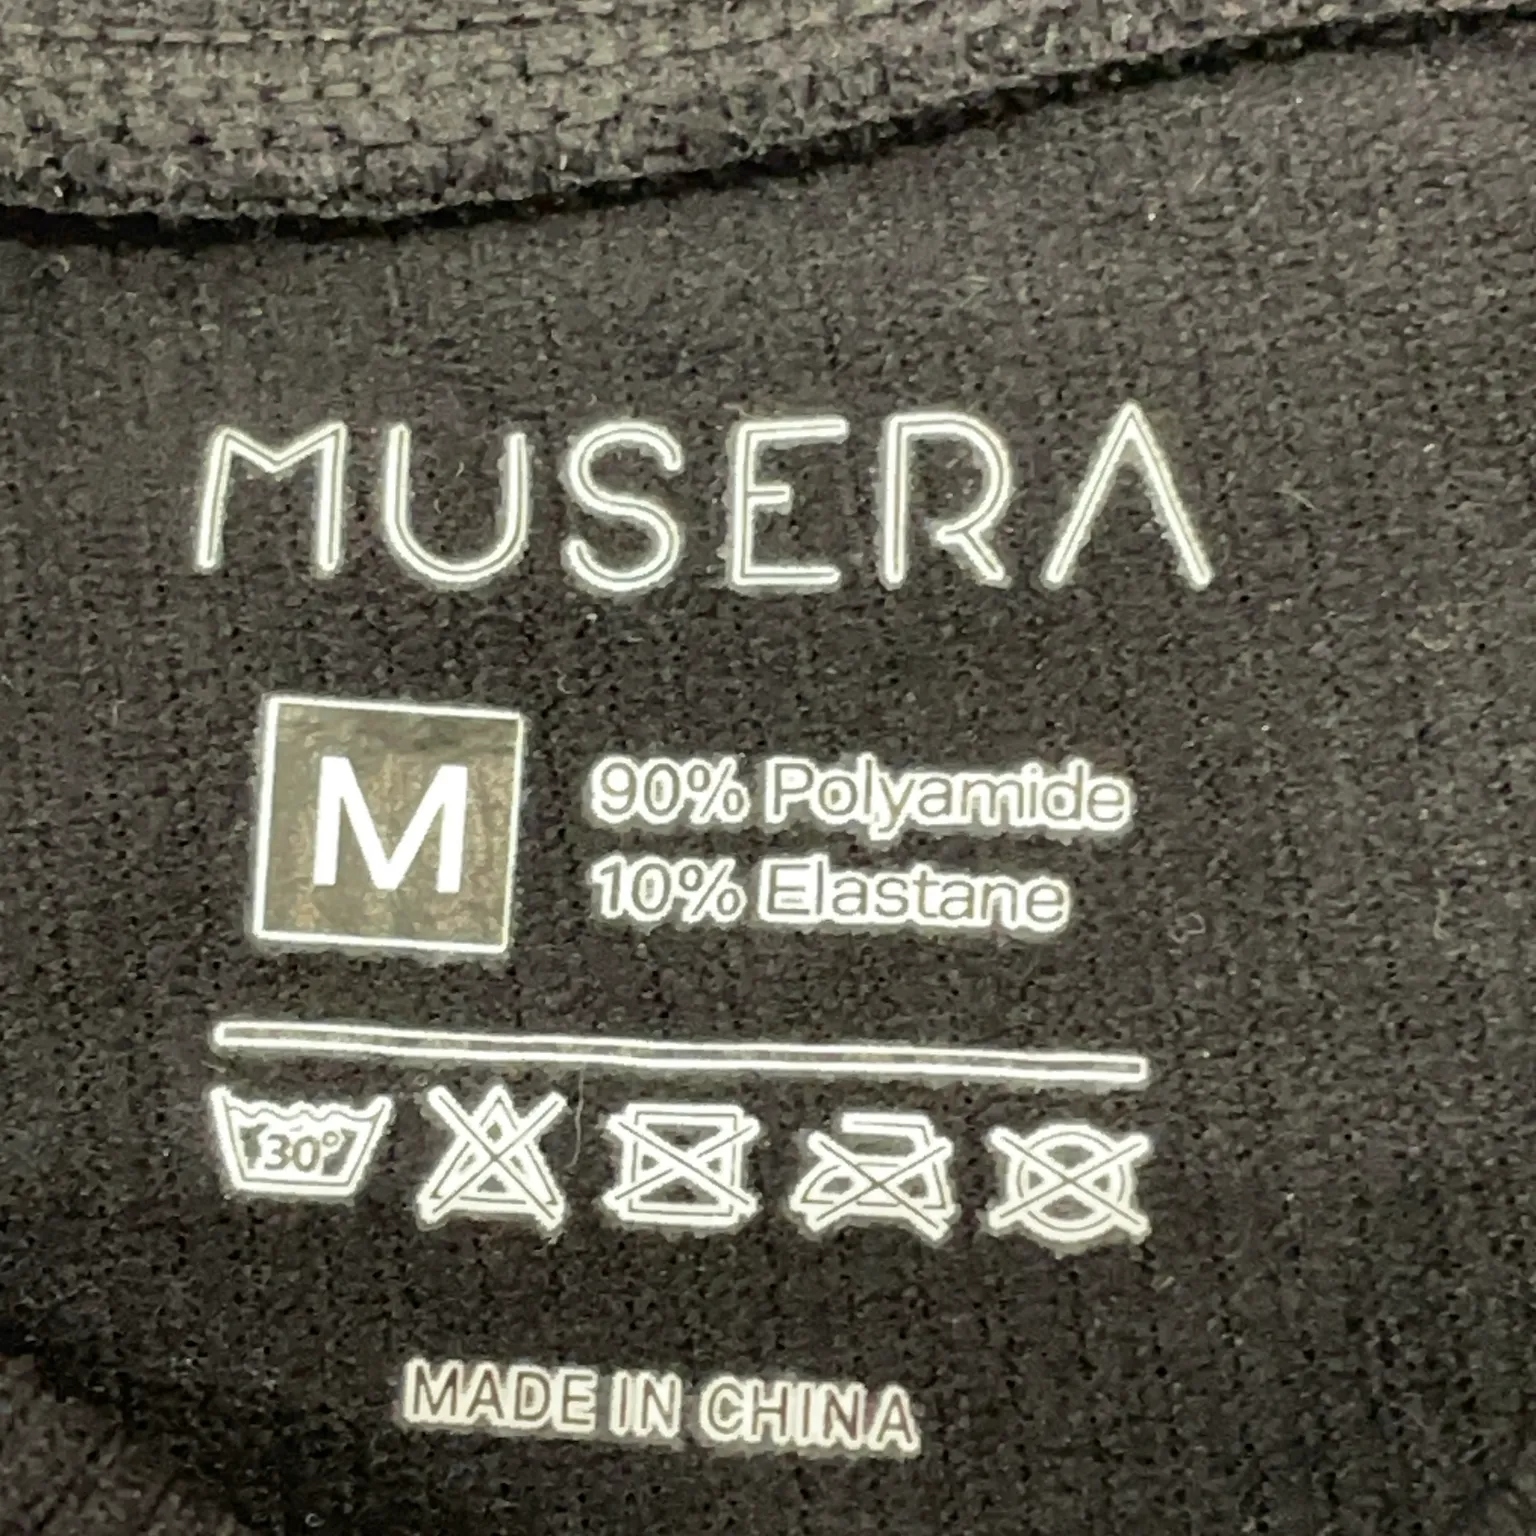 MUSERA
M
90% Polyamide
10% Elastane
30°
MADE IN CHINA